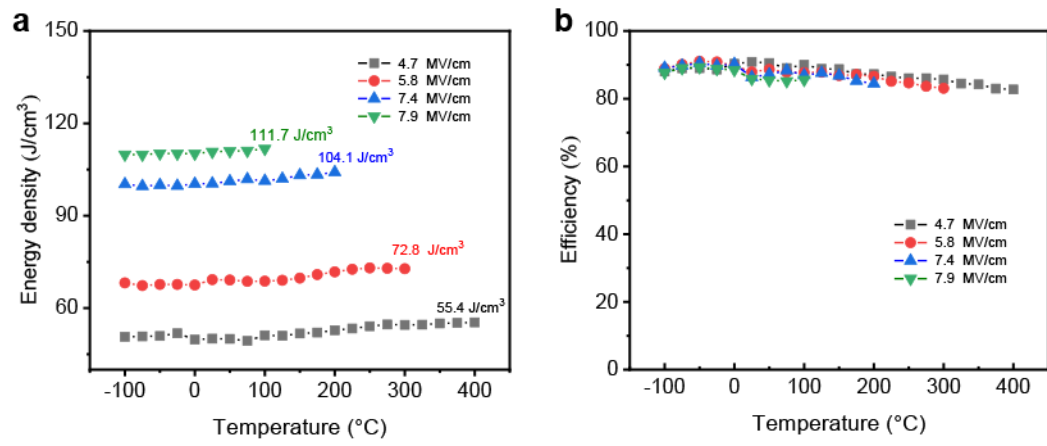 a
150
120
90
60
Energy density (J/cm³)
4.7 MV/cm
5.8 MV/cm
7.4 MV/cm
7.9 MV/cm
111.7 J/cm³
104.1 J/cm³
72.8 J/cm³
55.4 J/cm³
-100 0 100 200 300 400
Temperature (°C)
b
100
80
60
40
20
0
Efficiency (%)
4.7 MV/cm
5.8 MV/cm
7.4 MV/cm
7.9 MV/cm
-100 0 100 200 300 400
Temperature (°C)